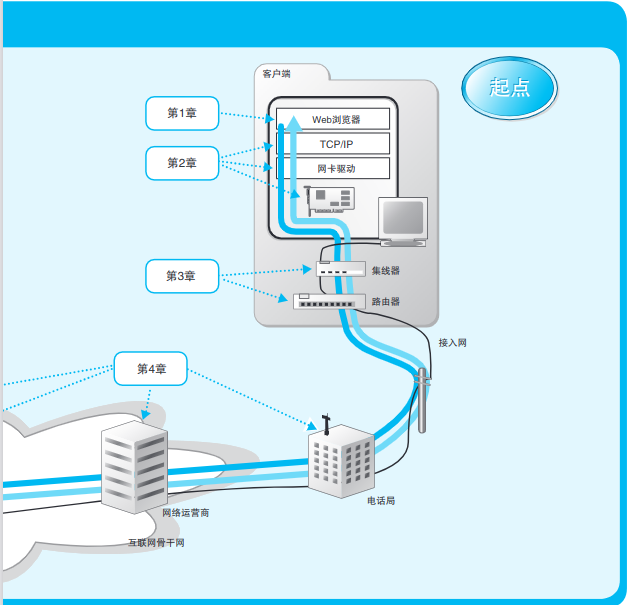 客户端
起点
第1章
Web浏览器
TCP/IP
第2章
网卡驱动
第3章
集线器
路由器
接入网
第4章
电话局
网络运营商
互联网骨干网